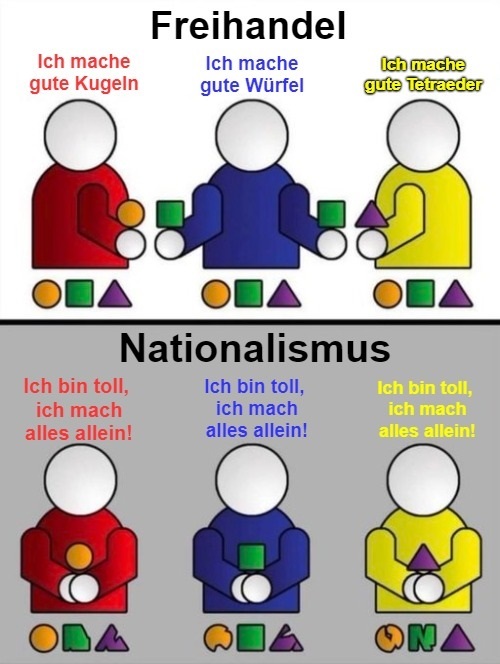 Freihandel
Ich mache
gute Kugeln
Ich mache
gute Würfel
Ich mache
gute Tetraeder
Nationalismus
Ich bin toll,
ich mach
alles allein!
Ich bin toll,
ich mach
alles allein!
Ich bin toll,
ich mach
alles allein!